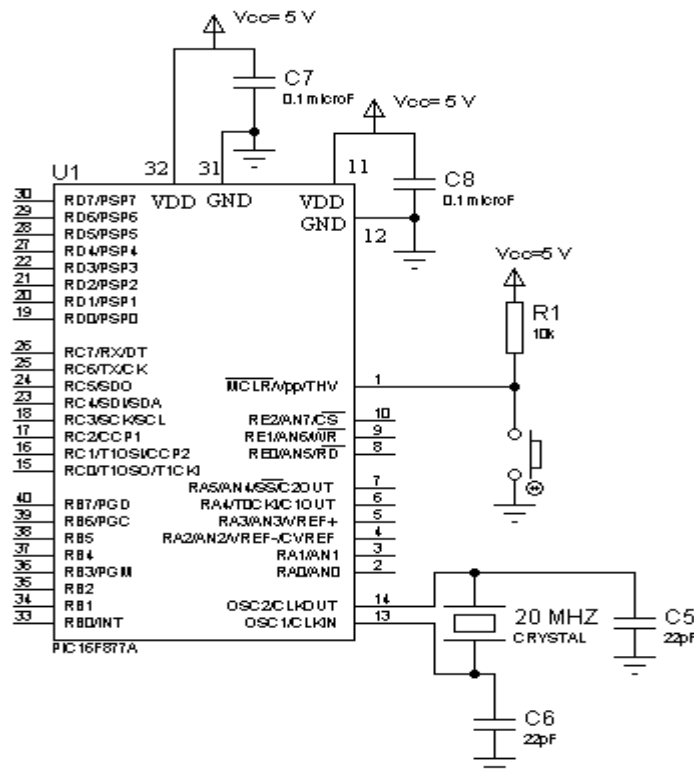 Vcc= 5 V
C7
0.1microF
Vcc= 5 V
C8
0.1microF
Vcc=5 V
R1
10k
U1
32
31
11
12
VDD
GND
VDD
GND
30 RD7/PSP7
29 RD6/PSP6
28 RD5/PSP5
27 RD4/PSP4
22 RD3/PSP3
21 RD2/PSP2
20 RD1/PSP1
19 RD0/PSP0
26 RC7/RX/DT
25 RC6/TX/CK
24 RC5/SDO
23 RC4/SDI/SDA
18 RC3/SCK/SCL
17 RC2/CCP1
16 RC1/T1OSI/CCP2
15 RC0/T1OSO/T1CKI
40 RB7/PGD
39 RB6/PGC
38 RB5
37 RB4
36 RB3/PGM
35 RB2
34 RB1
33 RB0/INT
MCLR/Vpp/THV 1
RE2/AN7/CS 10
RE1/AN6/WR 9
RE0/AN5/RD 8
RA5/AN4/SS/C2OUT 7
RA4/T0CKI/C1OUT 6
RA3/AN3/VREF+ 5
RA2/AN2/VREF-/CVREF 4
RA1/AN1 3
RA0/AN0 2
OSC2/CLKOUT 14
OSC1/CLKIN 13
PIC16F877A
20 MHZ
CRYSTAL
C5
22pF
C6
22pF